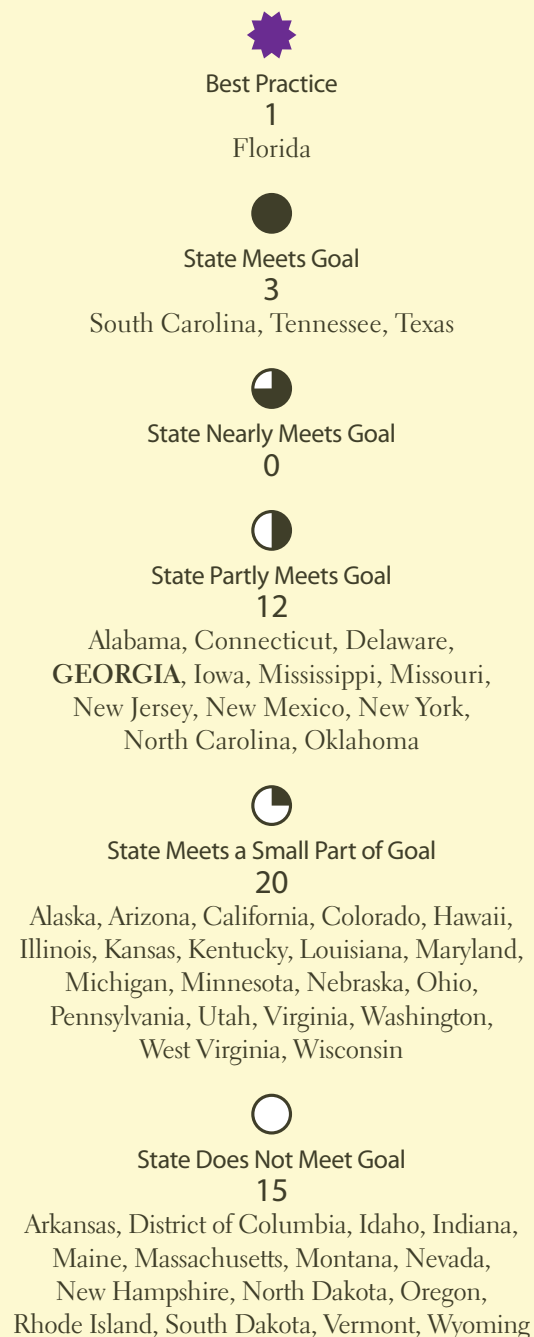 Best Practice
1
Florida
State Meets Goal
3
South Carolina, Tennessee, Texas
State Nearly Meets Goal
0
State Partly Meets Goal
12
Alabama, Connecticut, Delaware,
GEORGIA, Iowa, Mississippi, Missouri,
New Jersey, New Mexico, New York,
North Carolina, Oklahoma
State Meets a Small Part of Goal
20
Alaska, Arizona, California, Colorado, Hawaii,
Illinois, Kansas, Kentucky, Louisiana, Maryland,
Michigan, Minnesota, Nebraska, Ohio,
Pennsylvania, Utah, Virginia, Washington,
West Virginia, Wisconsin
State Does Not Meet Goal
15
Arkansas, District of Columbia, Idaho, Indiana,
Maine, Massachusetts, Montana, Nevada,
New Hampshire, North Dakota, Oregon,
Rhode Island, South Dakota, Vermont, Wyoming